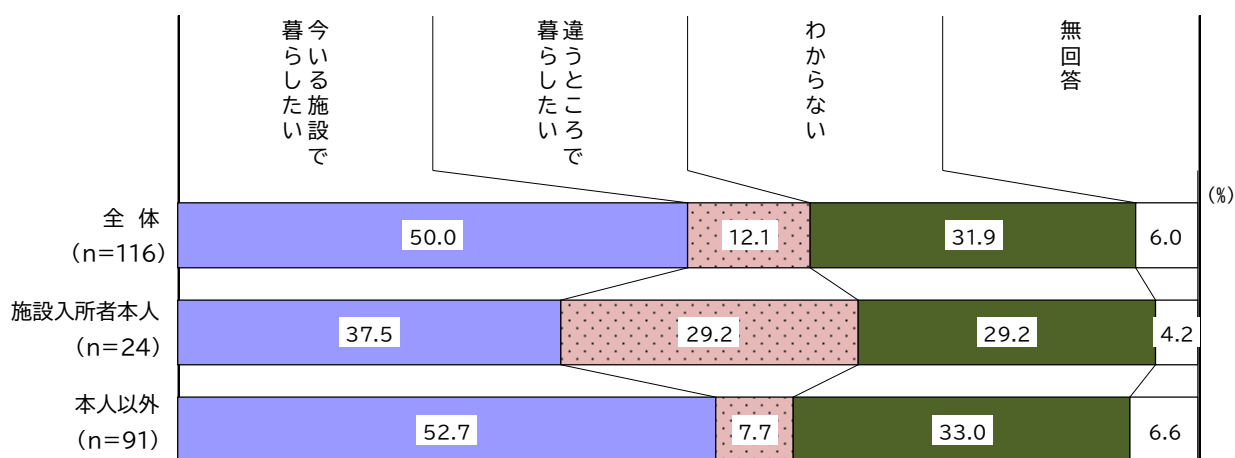 今いる施設で
暮らしたい
違うところで
暮らしたい
わからない
無回答
(%)
全 体
(n=116)
50.0
12.1
31.9
6.0
施設入所者本人
(n=24)
37.5
29.2
29.2
4.2
本人以外
(n=91)
52.7
7.7
33.0
6.6